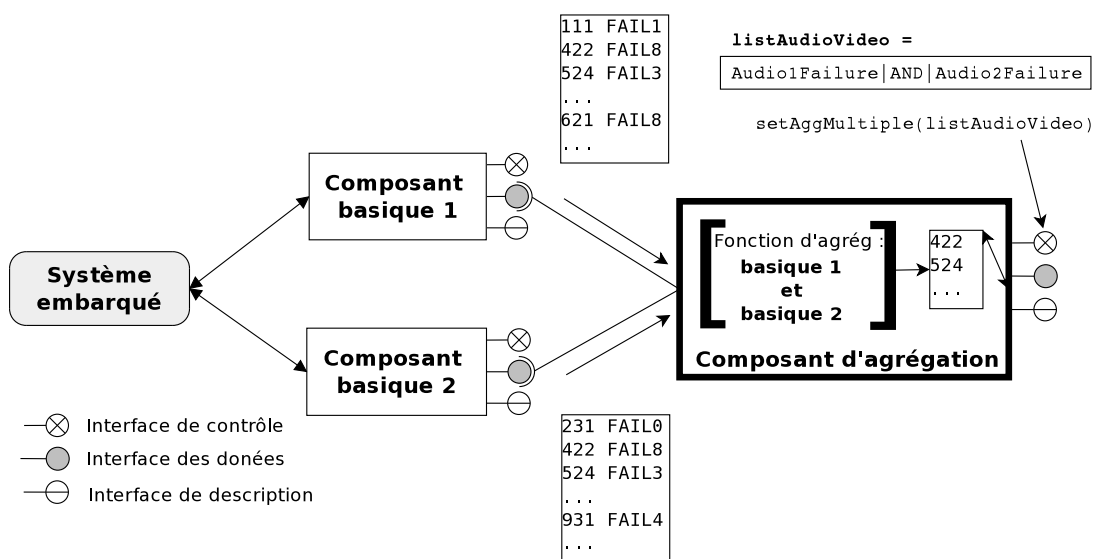 111 FAIL1
422 FAIL8
524 FAIL3
...
621 FAIL8
...
listAudioVideo =
Audio1Failure|AND|Audio2Failure
setAggMultiple(listAudioVideo)
Composant
basique 1
Système
embarqué
Composant
basique 2
Fonction d'agrég :
basique 1
et
basique 2
422
524
...
Composant d'agrégation
Interface de contrôle
Interface des donées
Interface de description
231 FAIL0
422 FAIL8
524 FAIL3
...
931 FAIL4
...